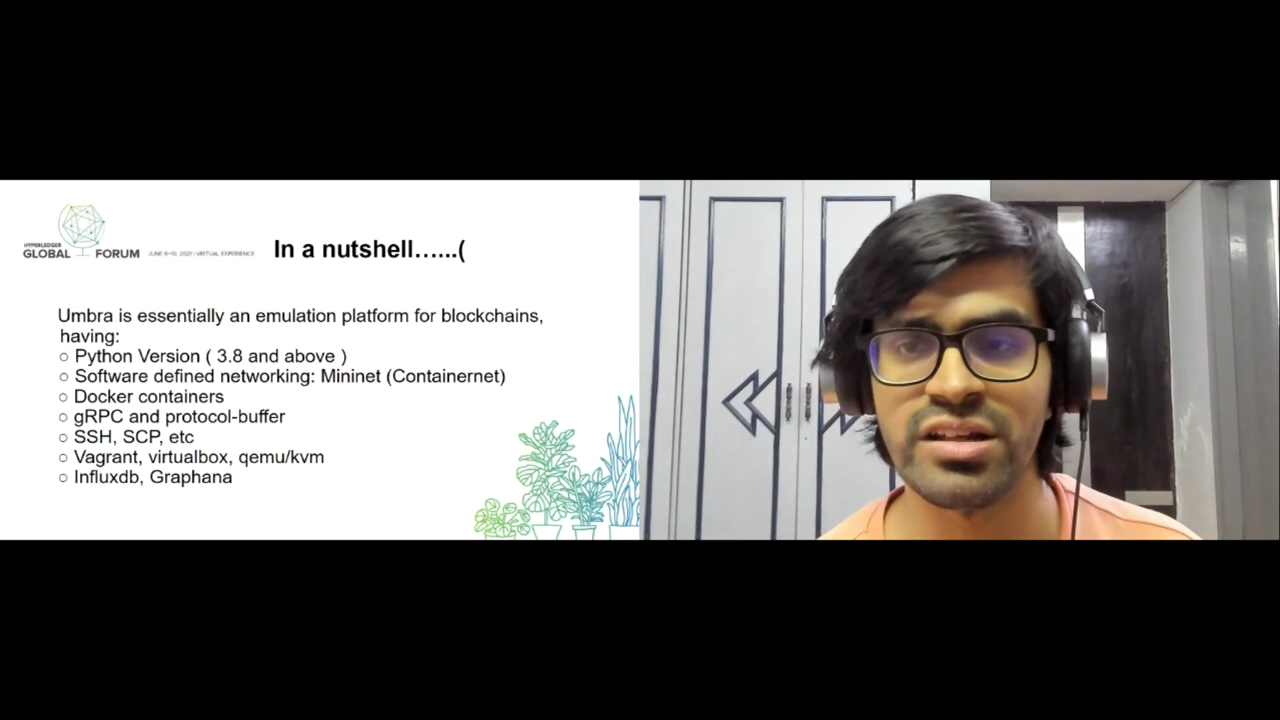 HYPERLEDGER
GLOBAL FORUM
JUNE 8–10, 2021 | VIRTUAL EXPERIENCE
In a nutshell…...(
Umbra is essentially an emulation platform for blockchains,
having:
○ Python Version ( 3.8 and above )
○ Software defined networking: Mininet (Containernet)
○ Docker containers
○ gRPC and protocol-buffer
○ SSH, SCP, etc
○ Vagrant, virtualbox, qemu/kvm
○ Influxdb, Graphana